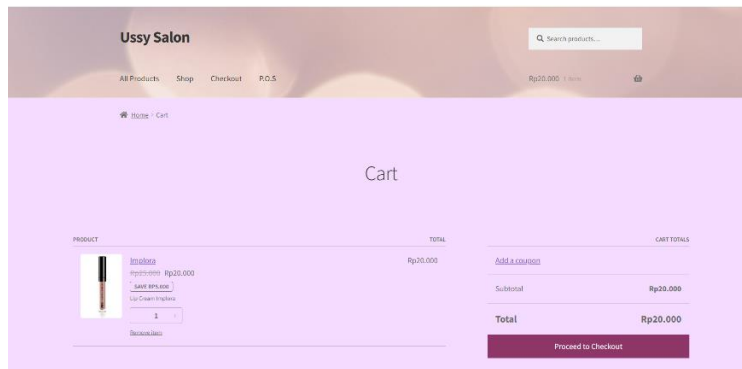 Ussy Salon
Search products...
All Products Shop Checkout P.O.S
Rp20.000 1 item
Home Cart
Cart
PRODUCT TOTAL
Implora Rp20.000
Rp25.000 Rp20.000
SAVE RP5.000
Lip Cream Implora
1
Remove item
CART TOTALS
Add a coupon
Subtotal Rp20.000
Total Rp20.000
Proceed to Checkout